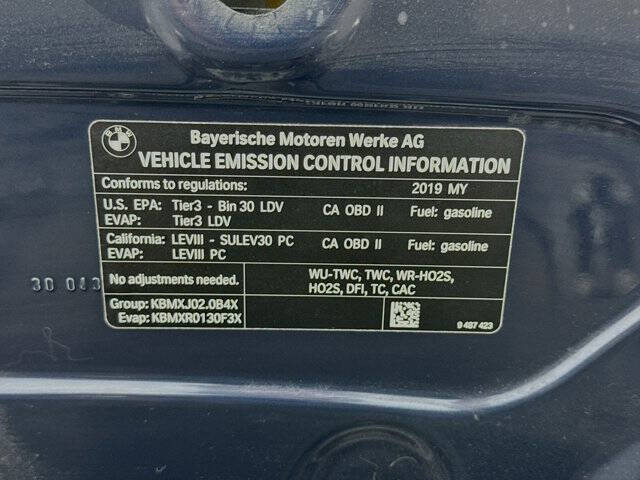 BMW
Bayerische Motoren Werke AG
VEHICLE EMISSION CONTROL INFORMATION
Conforms to regulations: 2019 MY
U.S. EPA: Tier3 - Bin 30 LDV CA OBD II Fuel: gasoline
EVAP: Tier3 LDV
California: LEVIII - SULEV30 PC CA OBD II Fuel: gasoline
EVAP: LEVIII PC
No adjustments needed. WU-TWC, TWC, WR-HO2S,
HO2S, DFI, TC, CAC
Group: KBMXJ02.0B4X
Evap: KBMXR0130F3X
9 487 423
30 043